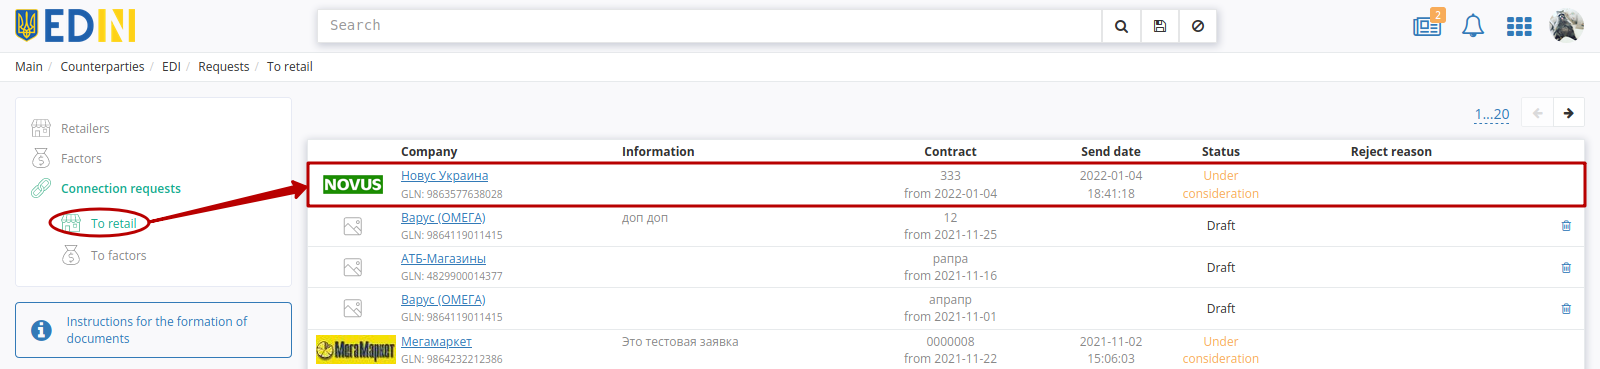 EDIN
Search
2
Main / Counterparties / EDI / Requests / To retail
Retailers
Factors
Connection requests
To retail
To factors
Instructions for the formation of
documents
1...20
Company Information Contract Send date Status Reject reason
NOVUS
Новус Украина 333 2022-01-04 Under
GLN: 9863577638028 from 2022-01-04 18:41:18 consideration
Варус (ОМЕГА) доп доп 12 Draft
GLN: 9864119011415 from 2021-11-25
АТБ-Магазины рапра Draft
GLN: 4829900014377 from 2021-11-16
Варус (ОМЕГА) апрапр Draft
GLN: 9864119011415 from 2021-11-01
МегаМаркет
Мегамаркет Это тестовая заявка 0000008 2021-11-02 Under
GLN: 9864232212386 from 2021-11-22 15:06:03 consideration